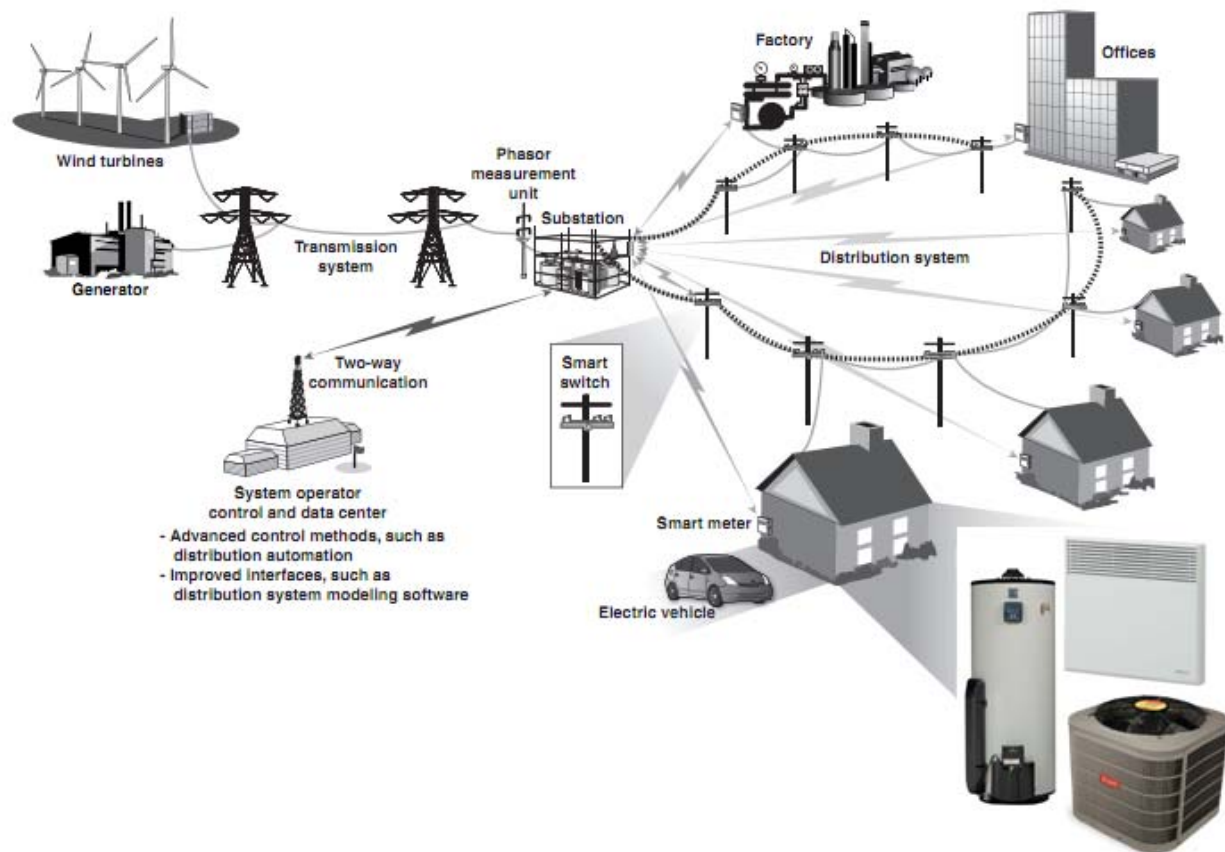 Factory
Offices
Wind turbines
Phasor
measurement
unit
Substation
Transmission
system
Generator
Distribution system
Two-way
communication
Smart
switch
System operator
control and data center
- Advanced control methods, such as
distribution automation
- Improved interfaces, such as
distribution system modeling software
Smart meter
Electric vehicle